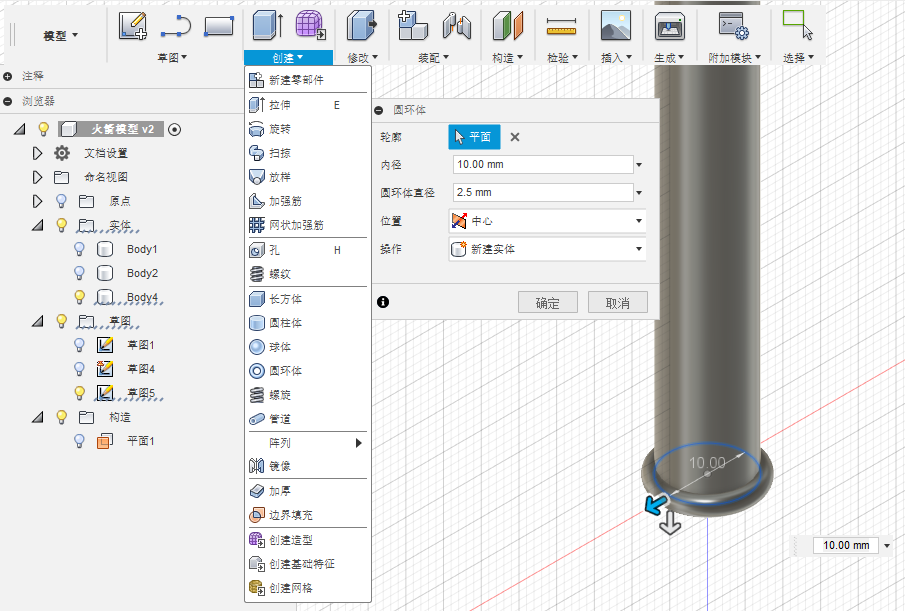 模型
草图
创建
修改
装配
构造
检验
插入
生成
附加模块
选择
注释
浏览器
火箭模型 v2
文档设置
命名视图
原点
实体
Body1
Body2
Body4
草图
草图1
草图4
草图5
构造
平面1
新建零部件
拉伸 E
旋转
扫掠
放样
加强筋
网状加强筋
孔 H
螺纹
长方体
圆柱体
球体
圆环体
螺旋
管道
阵列
镜像
加厚
边界填充
创建造型
创建基础特征
创建网格
圆环体
轮廓 平面
内径 10.00 mm
圆环体直径 2.5 mm
位置 中心
操作 新建实体
确定 取消
10.00
10.00 mm